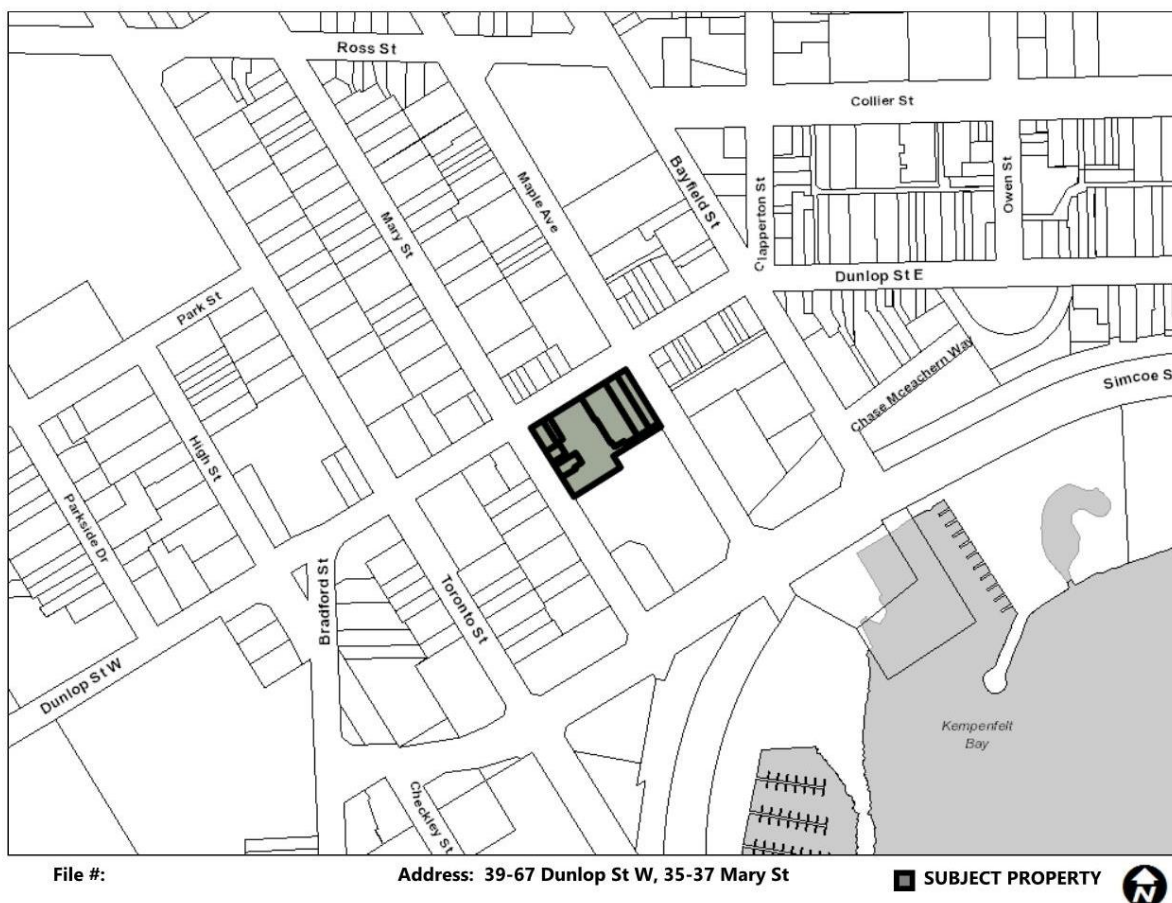 Ross St
Collier St
Bayfield St
Clapperton St
Owen St
Maple Ave
Mary St
Dunlop St E
Park St
Chase Mceachern Way
Simcoe S
High St
Parkside Dr
Bradford St
Toronto St
Dunlop St W
Kempenfelt
Bay
Checkley St
File #:
Address: 39-67 Dunlop St W, 35-37 Mary St
SUBJECT PROPERTY
N